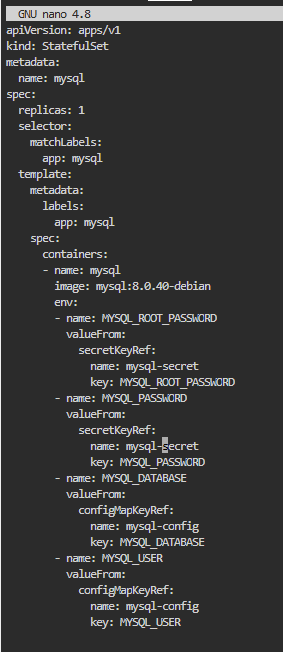 GNU nano 4.8
apiVersion: apps/v1
kind: StatefulSet
metadata:
  name: mysql
spec:
  replicas: 1
  selector:
    matchLabels:
      app: mysql
  template:
    metadata:
      labels:
        app: mysql
    spec:
      containers:
      - name: mysql
        image: mysql:8.0.40-debian
        env:
        - name: MYSQL_ROOT_PASSWORD
          valueFrom:
            secretKeyRef:
              name: mysql-secret
              key: MYSQL_ROOT_PASSWORD
        - name: MYSQL_PASSWORD
          valueFrom:
            secretKeyRef:
              name: mysql-secret
              key: MYSQL_PASSWORD
        - name: MYSQL_DATABASE
          valueFrom:
            configMapKeyRef:
              name: mysql-config
              key: MYSQL_DATABASE
        - name: MYSQL_USER
          valueFrom:
            configMapKeyRef:
              name: mysql-config
              key: MYSQL_USER